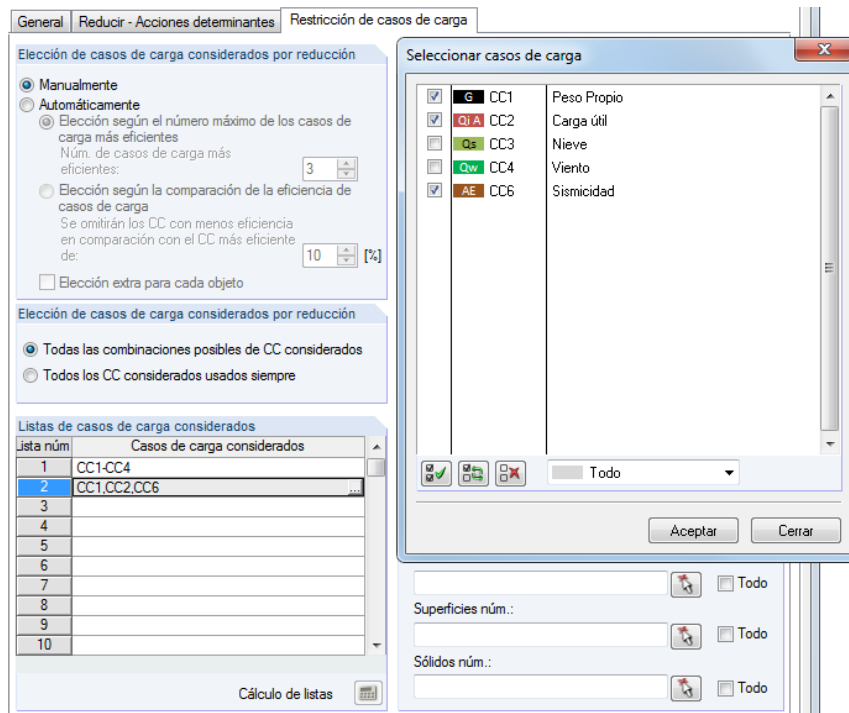 General Reducir - Acciones determinantes Restricción de casos de carga
Elección de casos de carga considerados por reducción
Manualmente
Automáticamente
Elección según el número máximo de los casos de
carga más eficientes
Núm. de casos de carga más
eficientes: 3
Elección según la comparación de la eficiencia de
casos de carga
Se omitirán los CC con menos eficiencia
en comparación con el CC más eficiente
de: 10 [%]
Elección extra para cada objeto
Elección de casos de carga considerados por reducción
Todas las combinaciones posibles de CC considerados
Todos los CC considerados usados siempre
Listas de casos de carga considerados
Lista núm Casos de carga considerados
1 CC1-CC4
2 CC1,CC2,CC6 ...
3
4
5
6
7
8
9
10
Cálculo de listas
Seleccionar casos de carga
G CC1 Peso Propio
Qi A CC2 Carga útil
Qs CC3 Nieve
Qw CC4 Viento
AE CC6 Sismicidad
Todo
Aceptar Cerrar
Todo
Superficies núm.:
Todo
Sólidos núm.:
Todo